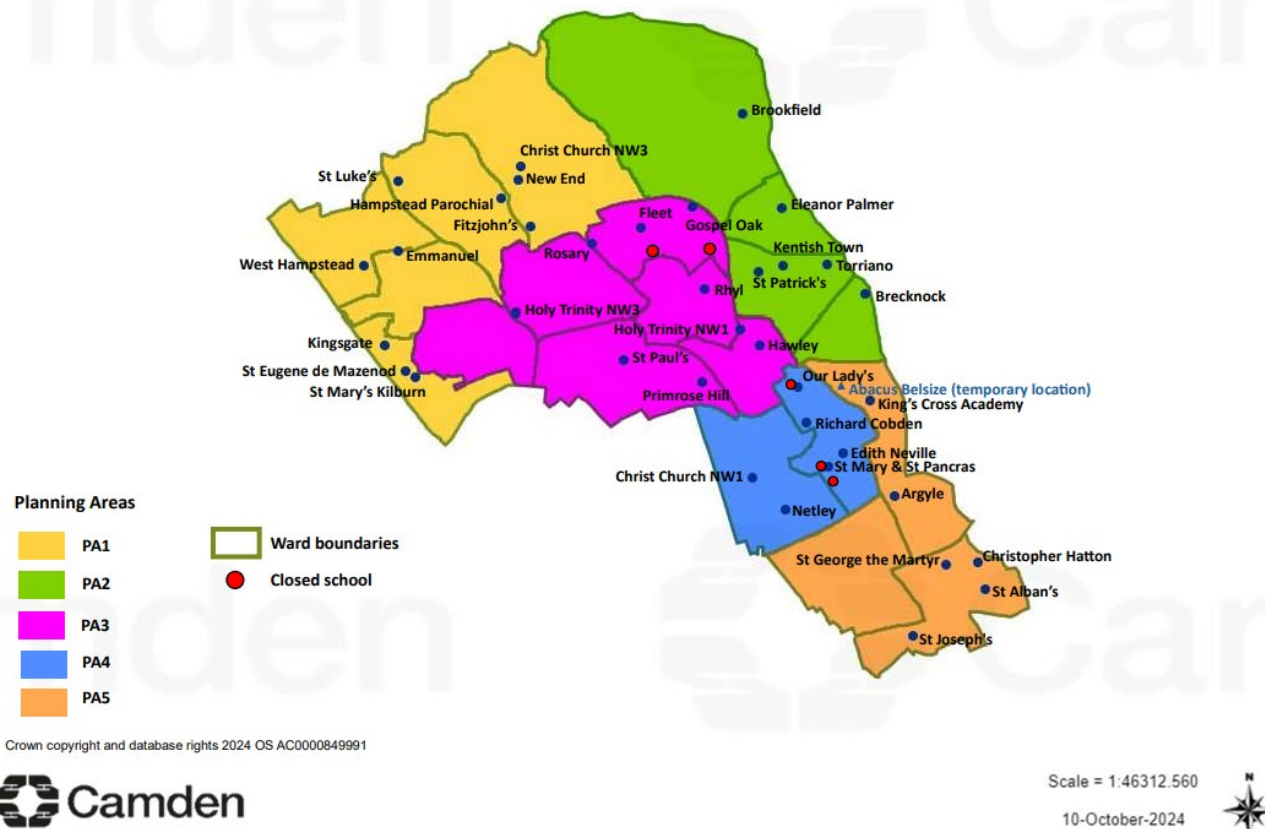 Brookfield
Christ Church NW3
St Luke's
New End
Hampstead Parochial
Eleanor Palmer
Fleet
Fitzjohn's
Gospel Oak
Kentish Town
Rosary
Emmanuel
West Hampstead
Torriano
St Patrick's
Rhyl
Brecknock
Holy Trinity NW3
Holy Trinity NW1
Kingsgate
Hawley
St Paul's
St Eugene de Mazenod
Our Lady's
St Mary's Kilburn
Primrose Hill
Abacus Belsize (temporary location)
King's Cross Academy
Richard Cobden
Edith Neville
St Mary & St Pancras
Christ Church NW1
Argyle
Netley
Planning Areas
PA1
PA2
PA3
PA4
PA5
Ward boundaries
Closed school
St George the Martyr
Christopher Hatton
St Alban's
St Joseph's
Crown copyright and database rights 2024 OS AC0000849991
Camden
Scale = 1:46312.560
10-October-2024
N